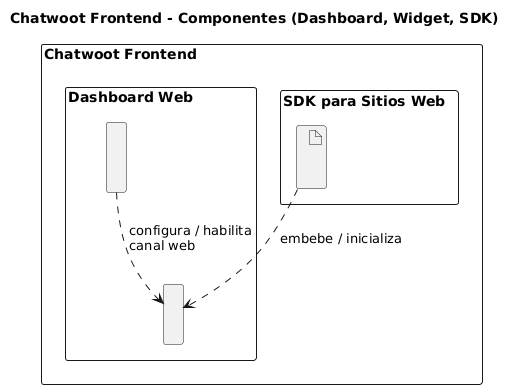 Chatwoot Frontend - Componentes (Dashboard, Widget, SDK)
Chatwoot Frontend
Dashboard Web
SDK para Sitios Web
configura / habilita
canal web
embebe / inicializa